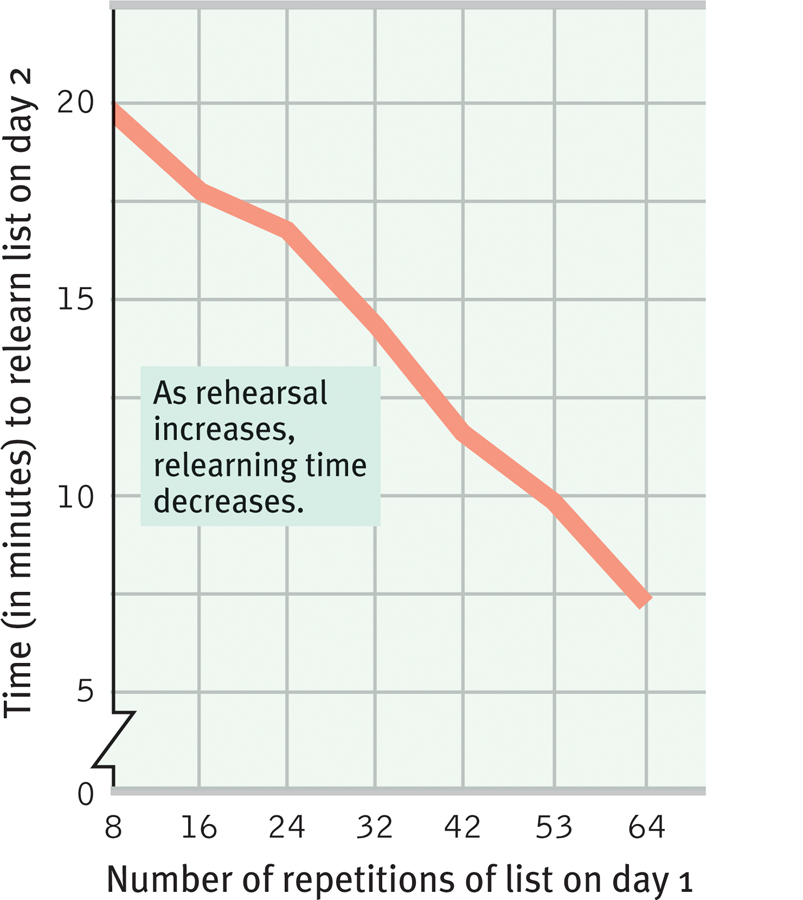 Time (in minutes) to relearn list on day 2
20
15
10
5
0
As rehearsal
increases,
relearning time
decreases.
8 16 24 32 42 53 64
Number of repetitions of list on day 1